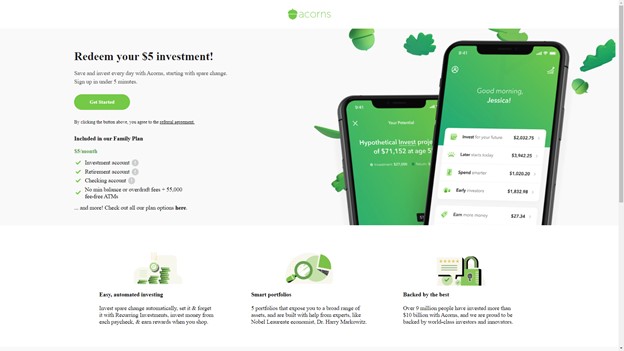 acorns
Redeem your $5 investment!
Save and invest every day with Acorns, starting with spare change.
Sign up in under 5 minutes.
Get Started
By clicking the button above, you agree to the referral agreement.
Included in our Family Plan
$5/month
Investment account ?
Retirement account ?
Checking account ?
No min balance or overdraft fees + 55,000
fee-free ATMs
... and more! Check out all our plan options here.
9:41
Your Potential
Hypothetical Invest proje
of $71,152 at age 5
9:41
Good morning,
Jessica!
Invest for your future $2,032.75
Later starts today $3,942.25
Spend smarter $1,020.20
Early investors $1,832.98
Earn more money $27.34
Easy, automated investing
Invest spare change automatically, set it & forget
it with Recurring Investments, invest money from
each paycheck, & earn rewards when you shop.
Smart portfolios
5 portfolios that expose you to a broad range of
assets, and are built with help from experts, like
Nobel Laureate economist, Dr. Harry Markowitz.
Backed by the best
Over 9 million people have invested more than
$10 billion with Acorns, and we are proud to be
backed by world-class investors and innovators.